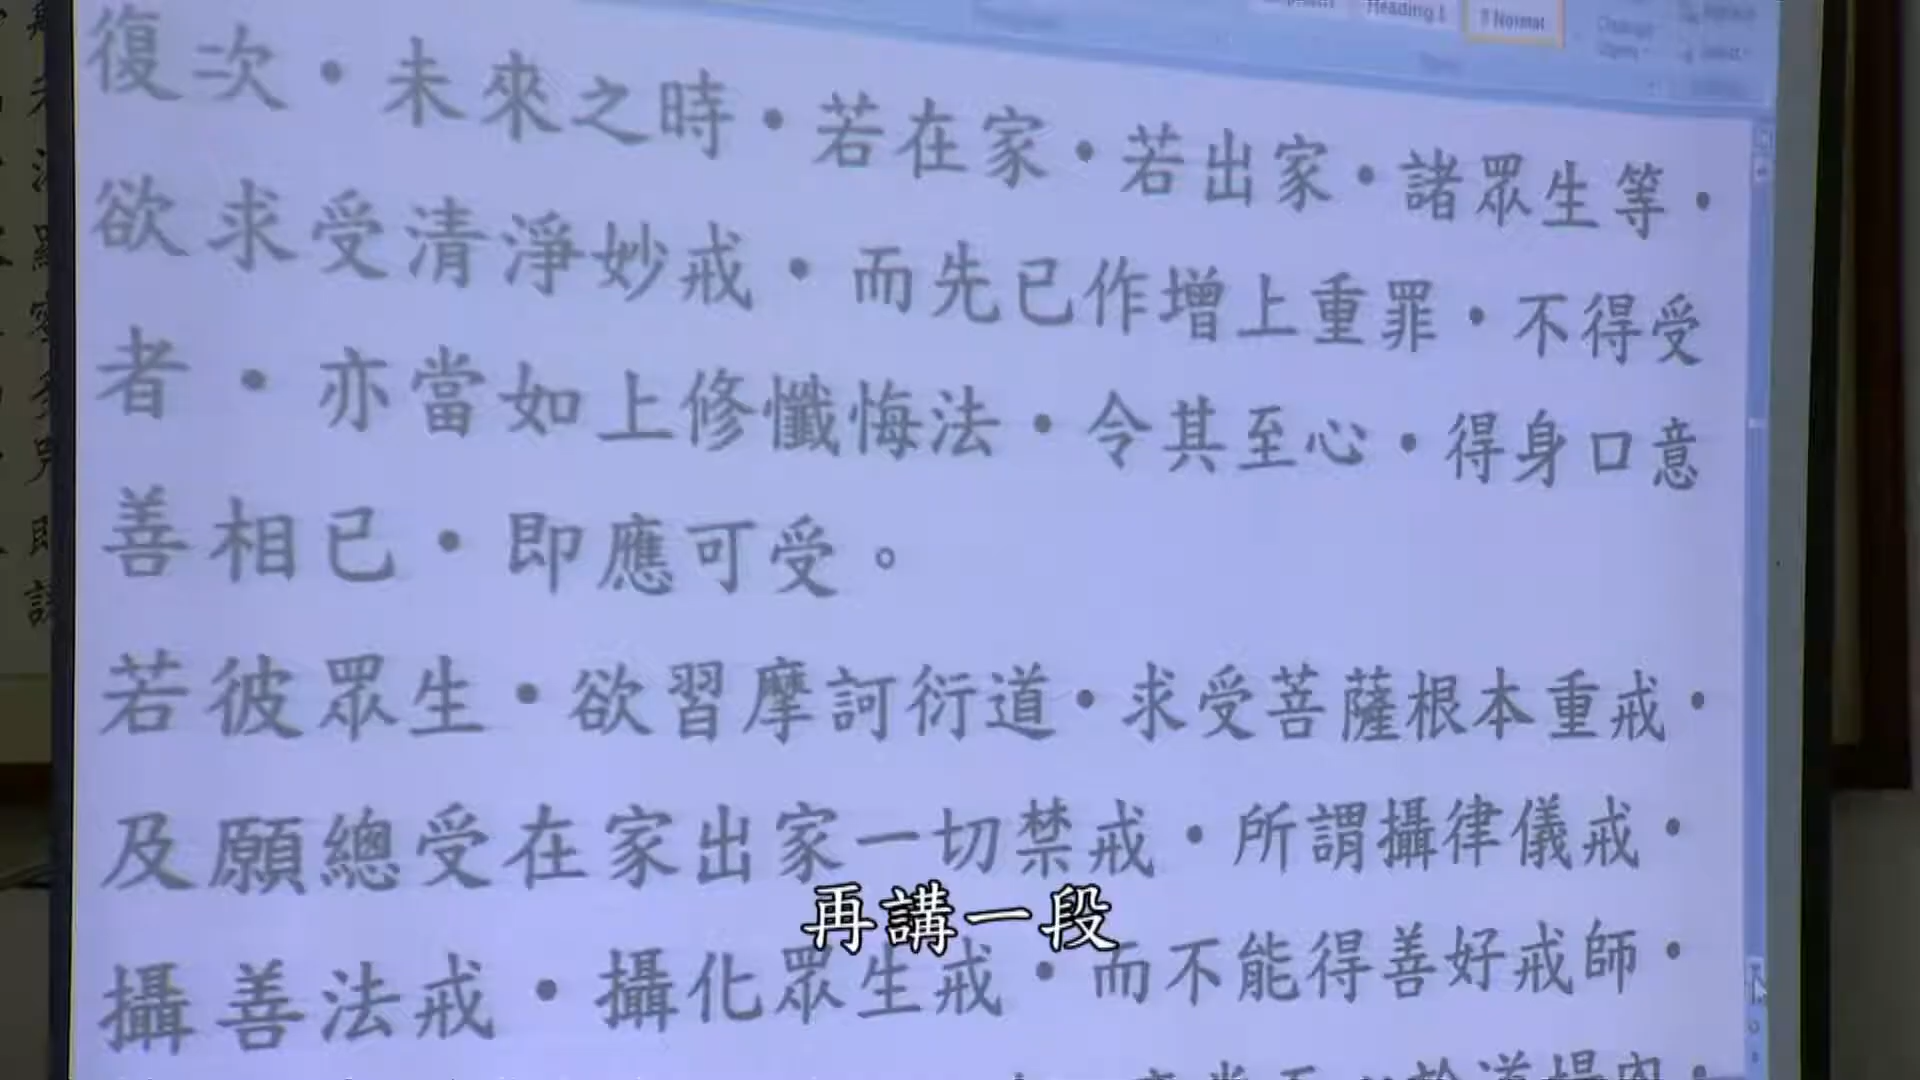 Heading 1
Normal
復次．未來之時．若在家．若出家．諸眾生等．
欲求受清淨妙戒．而先已作增上重罪．不得受
者．亦當如上修懺悔法．令其至心．得身口意
善相已．即應可受。
若彼眾生．欲習摩訶衍道．求受菩薩根本重戒．
及願總受在家出家一切禁戒．所謂攝律儀戒．
攝善法戒．攝化眾生戒．而不能得善好戒師．
再講一段